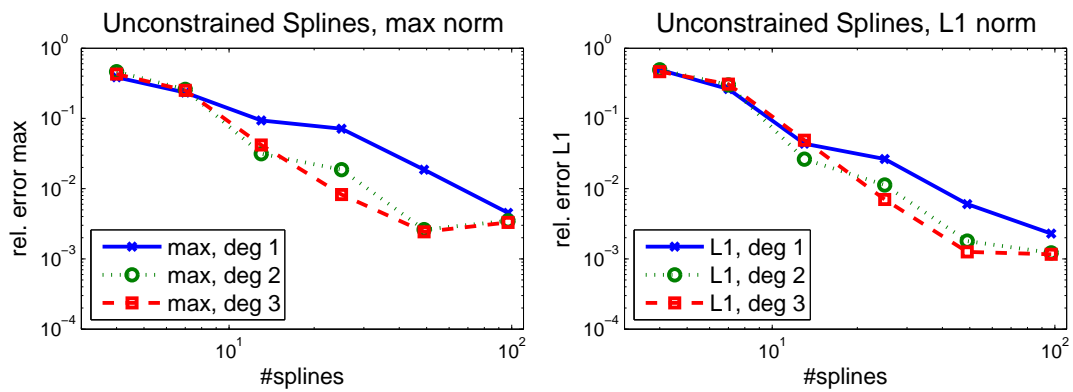 Unconstrained Splines, max norm
10^0
10^-1
10^-2
10^-3
10^-4
rel. error max
max, deg 1
max, deg 2
max, deg 3
10^1
10^2
#splines
Unconstrained Splines, L1 norm
10^0
10^-1
10^-2
10^-3
10^-4
rel. error L1
L1, deg 1
L1, deg 2
L1, deg 3
10^1
10^2
#splines